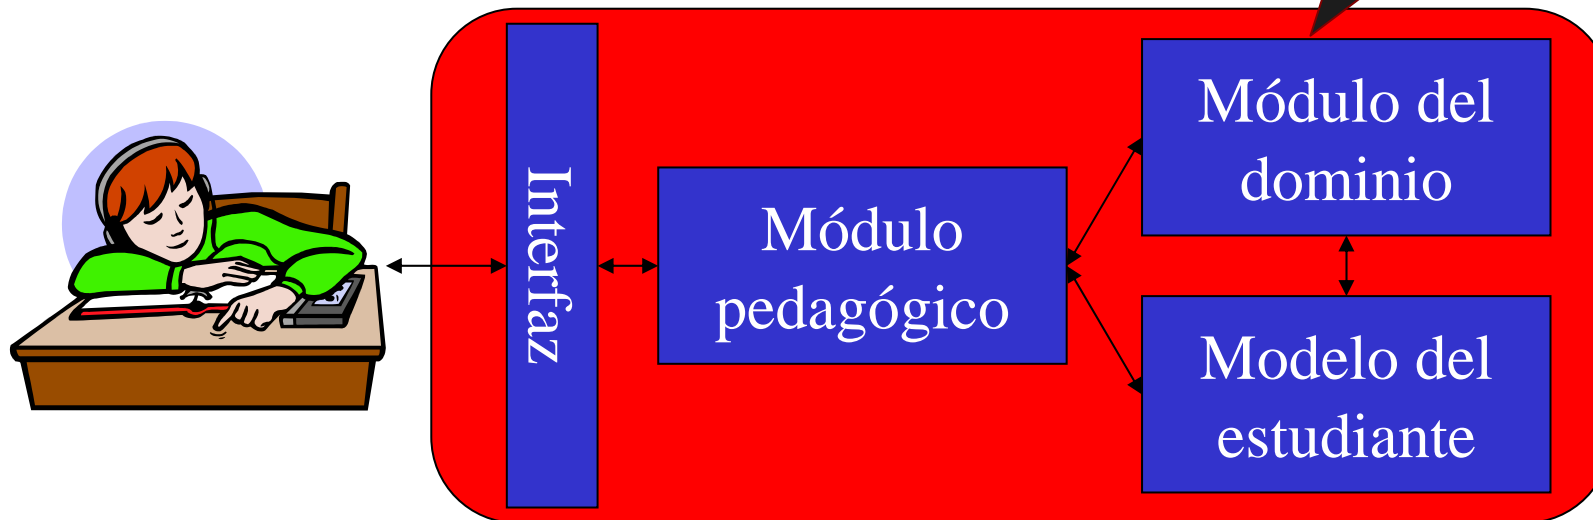 Interfaz
Módulo
pedagógico
Módulo del
dominio
Modelo del
estudiante